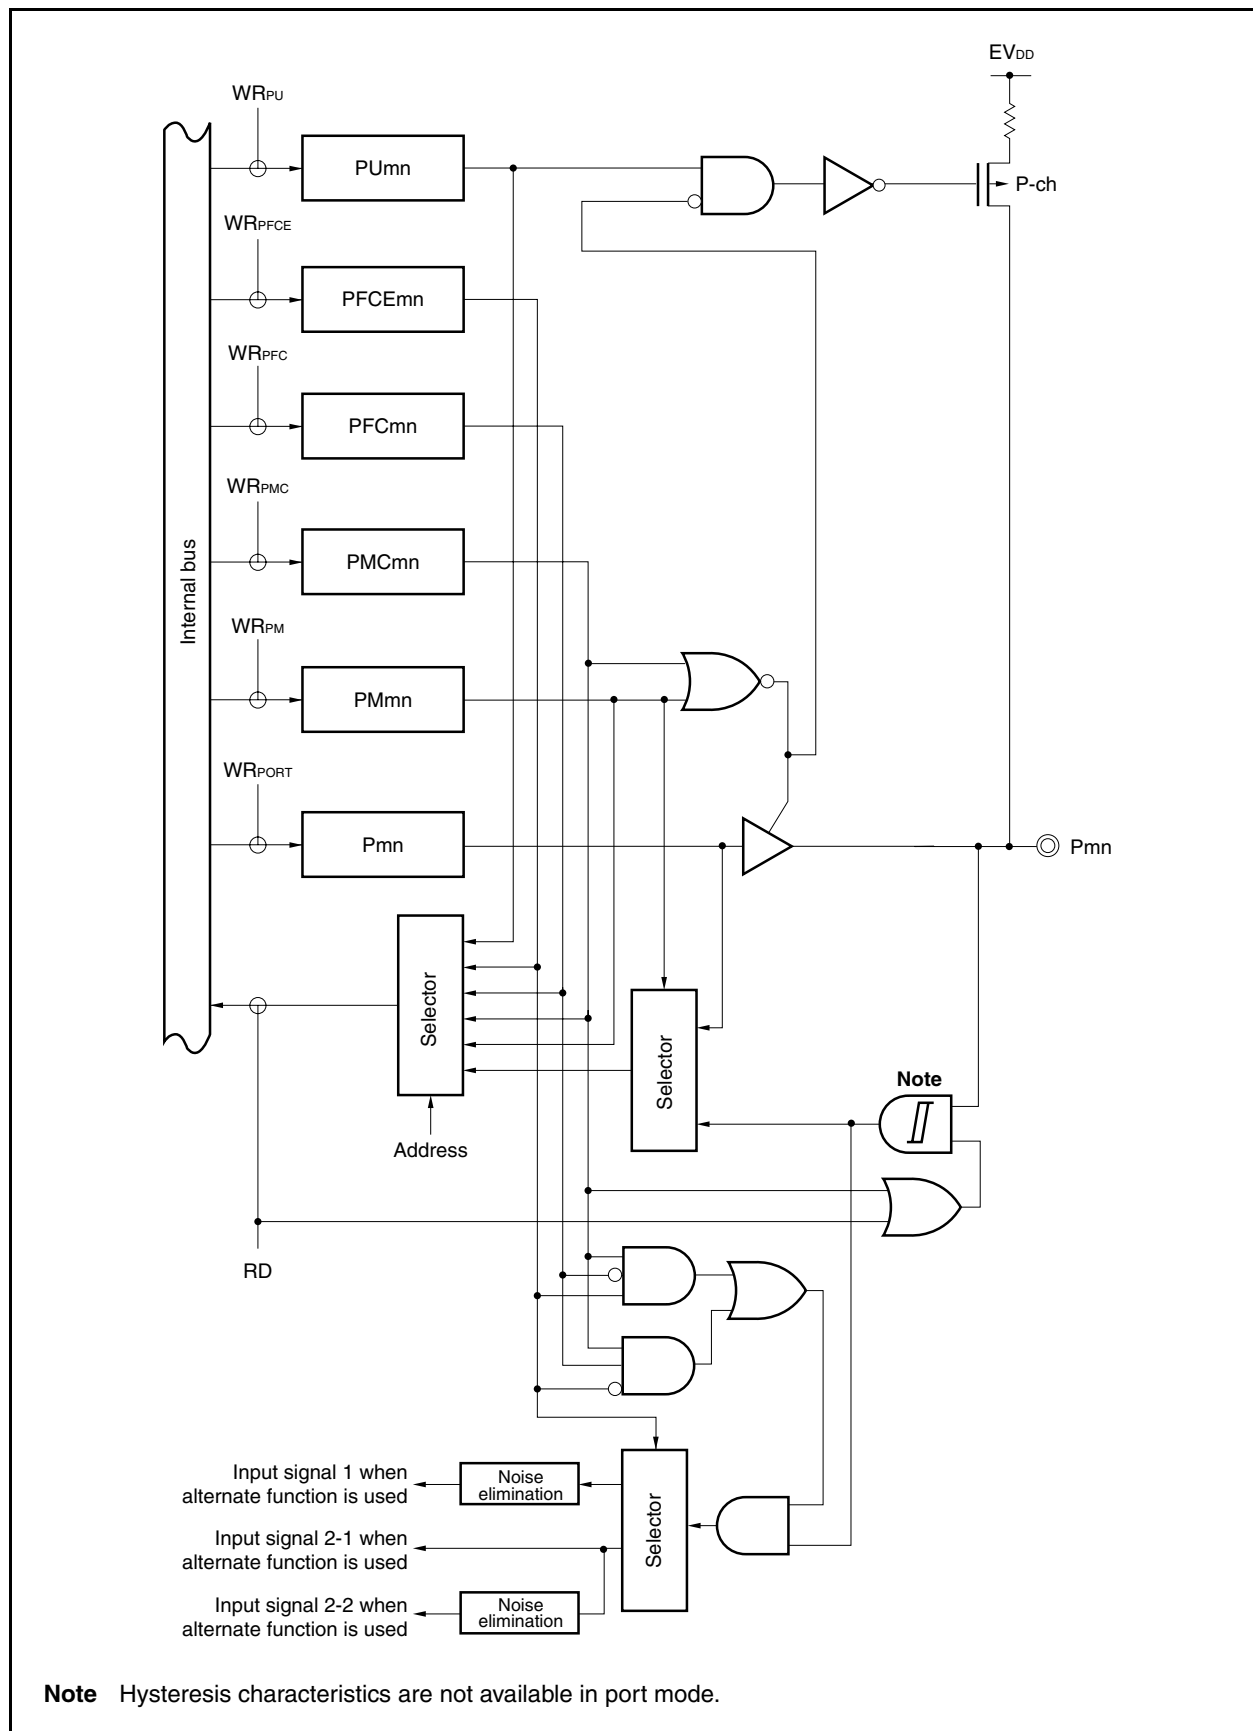 EVDD
WRPU
PUmn
P-ch
WRPFCE
PFCEmn
WRPFC
PFCmn
WRPMC
PMCmn
Internal bus
WRPM
PMmn
WRPORT
Pmn
Pmn
Selector
Selector
Note
Address
RD
Input signal 1 when
alternate function is used
Noise
elimination
Selector
Input signal 2-1 when
alternate function is used
Input signal 2-2 when
alternate function is used
Noise
elimination
Note Hysteresis characteristics are not available in port mode.